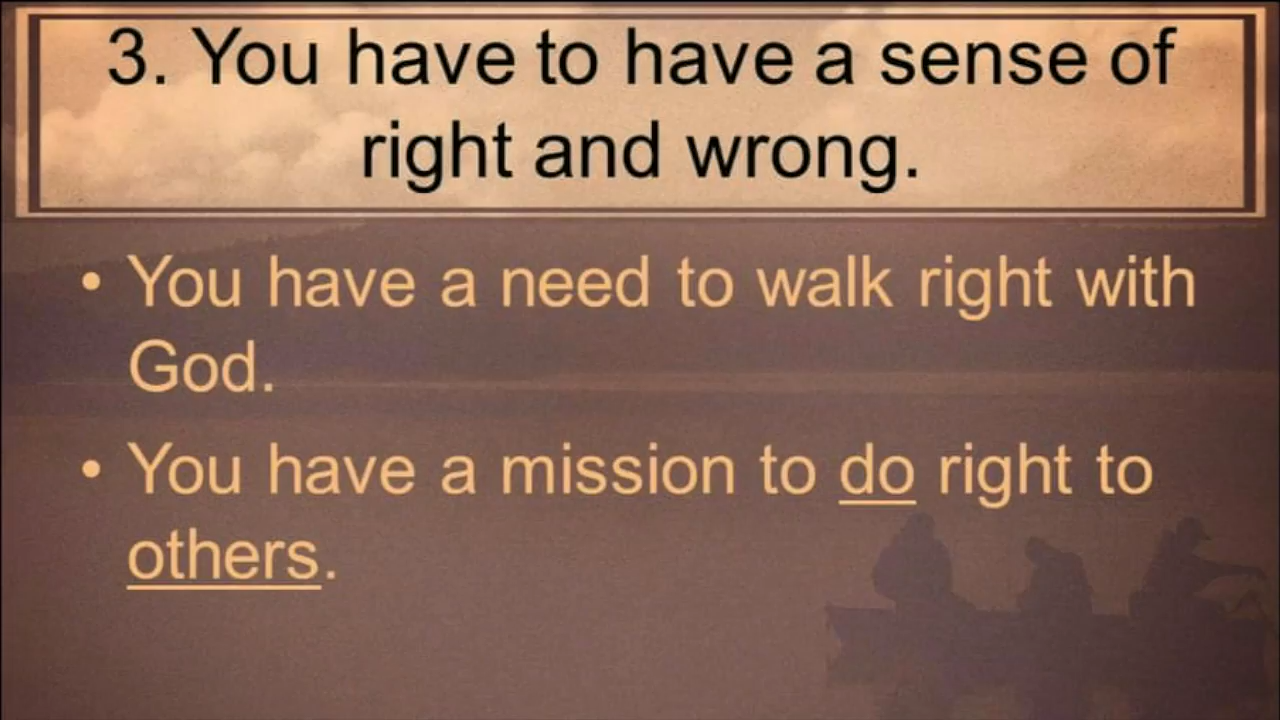 3. You have to have a sense of
right and wrong.
• You have a need to walk right with
God.
• You have a mission to do right to
others.